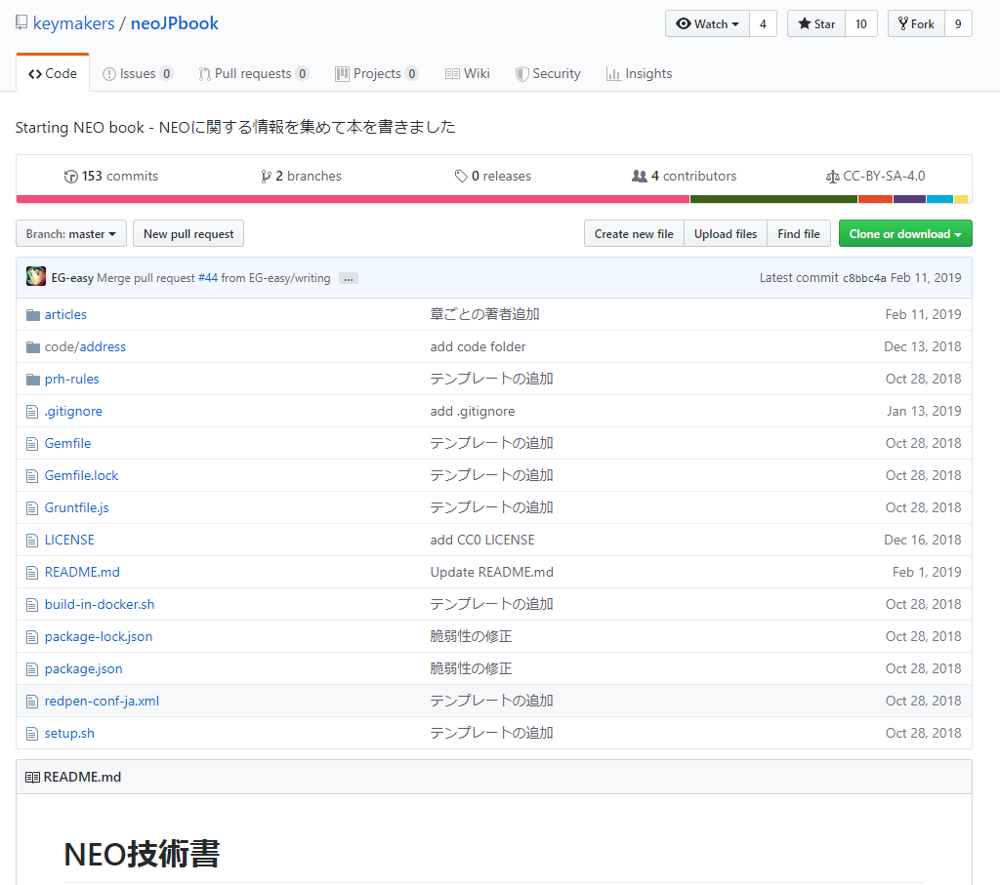 keymakers / neoJPbook
Watch 4 Star 10 Fork 9
Code Issues 0 Pull requests 0 Projects 0 Wiki Security Insights
Starting NEO book - NEOに関する情報を集めて本を書きました
153 commits 2 branches 0 releases 4 contributors CC-BY-SA-4.0
Branch: master New pull request Create new file Upload files Find file Clone or download
EG-easy Merge pull request #44 from EG-easy/writing ... Latest commit c8bbc4a Feb 11, 2019
articles 章ごとの著者追加 Feb 11, 2019
code/address add code folder Dec 13, 2018
prh-rules テンプレートの追加 Oct 28, 2018
.gitignore add .gitignore Jan 13, 2019
Gemfile テンプレートの追加 Oct 28, 2018
Gemfile.lock テンプレートの追加 Oct 28, 2018
Gruntfile.js テンプレートの追加 Oct 28, 2018
LICENSE add CC0 LICENSE Dec 16, 2018
README.md Update README.md Feb 1, 2019
build-in-docker.sh テンプレートの追加 Oct 28, 2018
package-lock.json 脆弱性の修正 Oct 28, 2018
package.json 脆弱性の修正 Oct 28, 2018
redpen-conf-ja.xml テンプレートの追加 Oct 28, 2018
setup.sh テンプレートの追加 Oct 28, 2018
README.md
NEO技術書